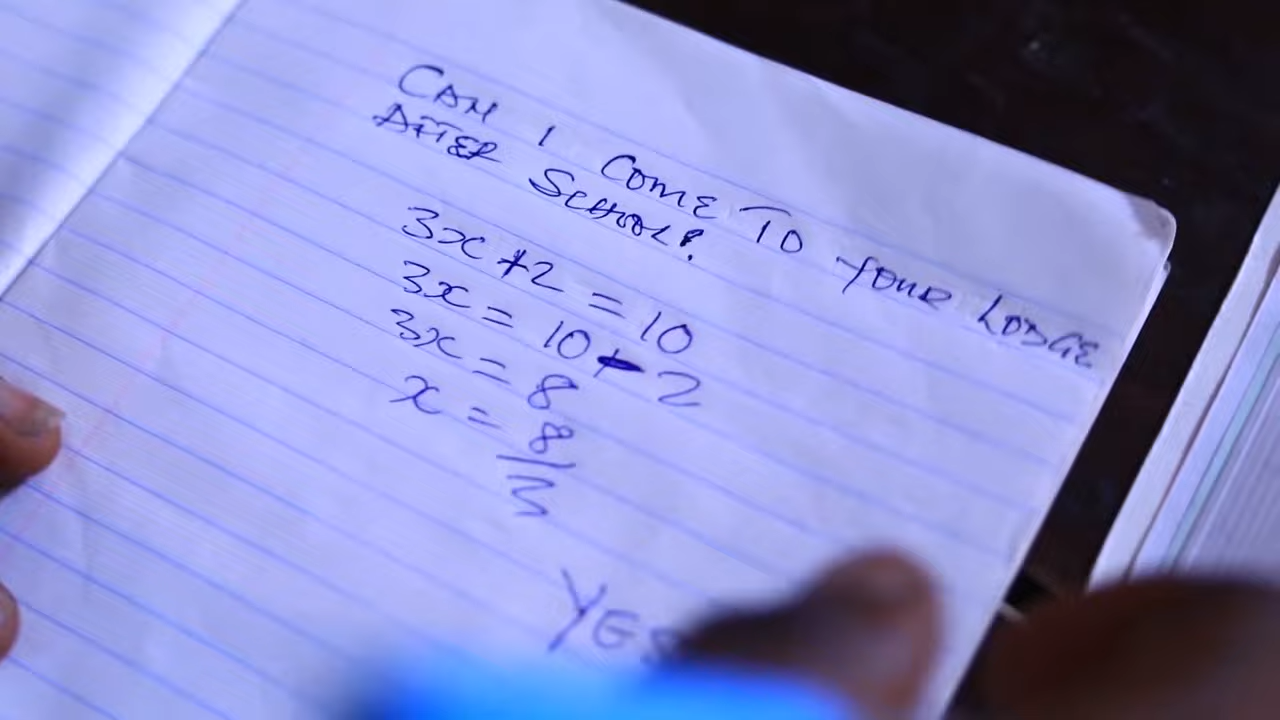 CAN I COME TO YOUR LODGE
AFTER SCHOOL?
3x + 2 = 10
3x = 10 - 2
3x = 8
x = 8/3
YES